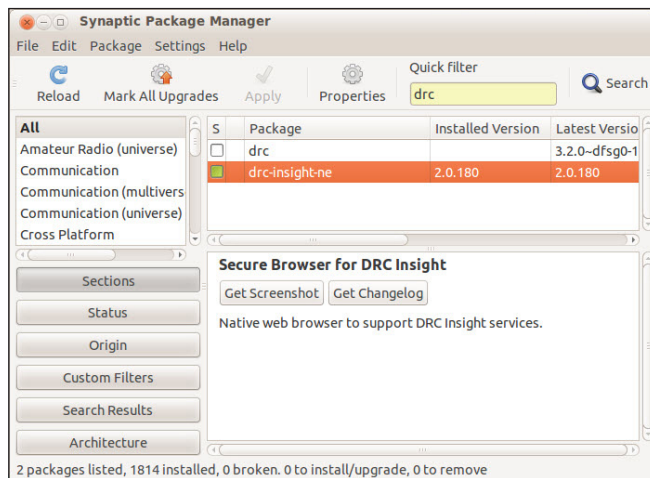 Synaptic Package Manager
File Edit Package Settings Help
Reload Mark All Upgrades Apply Properties Quick filter Search
drc
All
Amateur Radio (universe)
Communication
Communication (multivers
Communication (universe)
Cross Platform
S Package Installed Version Latest Versio
drc 3.2.0~dfsg0-1
drc-insight-ne 2.0.180 2.0.180
Sections
Status
Origin
Custom Filters
Search Results
Architecture
Secure Browser for DRC Insight
Get Screenshot Get Changelog
Native web browser to support DRC Insight services.
2 packages listed, 1814 installed, 0 broken. 0 to install/upgrade, 0 to remove